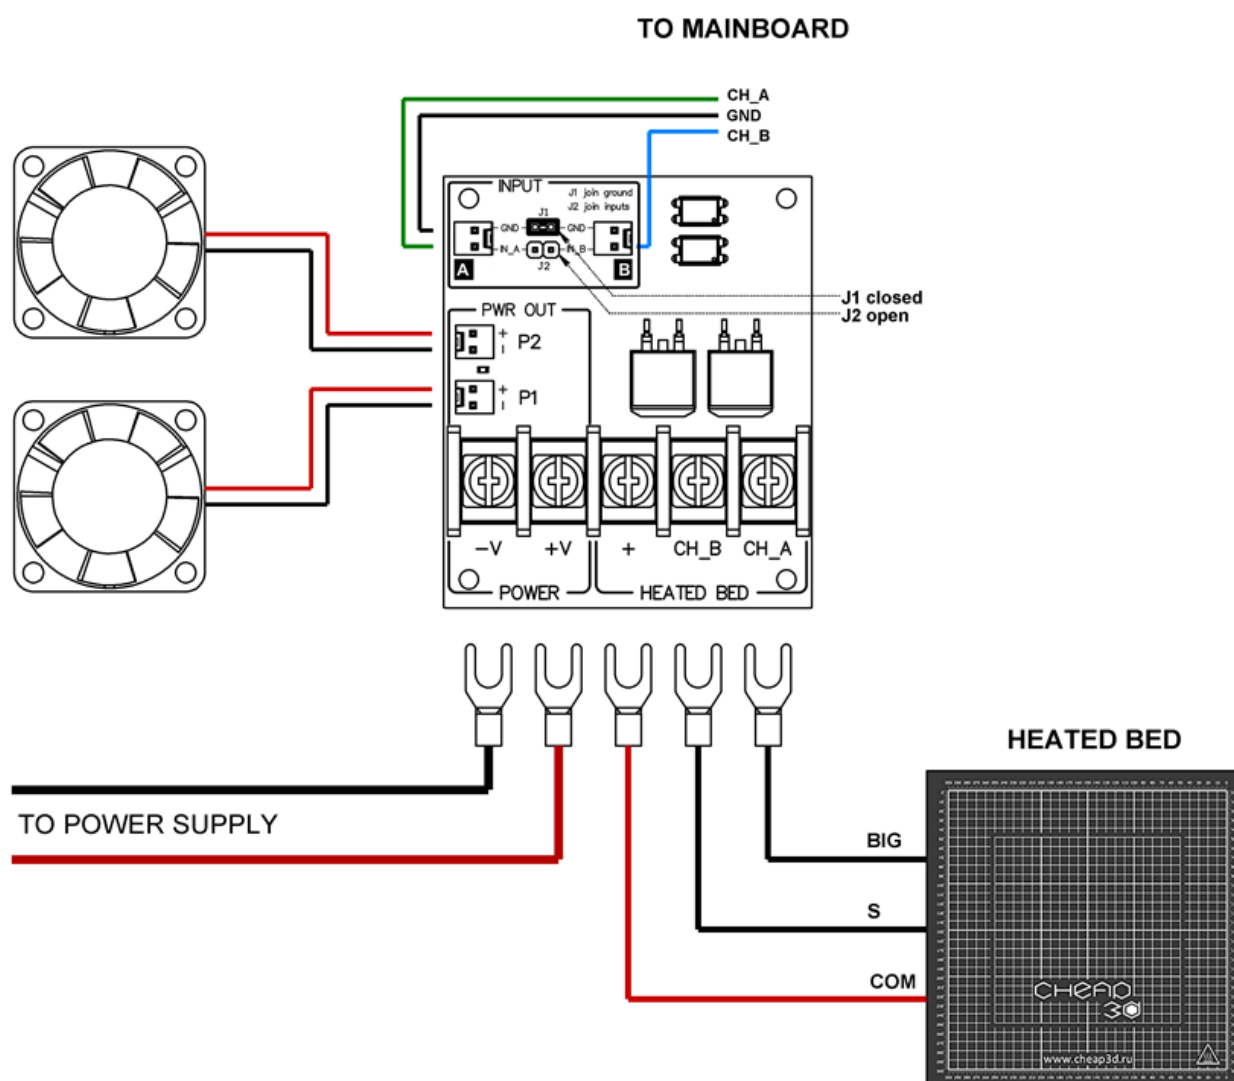 TO MAINBOARD
CH_A
GND
CH_B
INPUT
J1 join ground
J2 join inputs
J1
GND
GND
IN_A
IN_B
J2
A
B
J1 closed
J2 open
PWR OUT
+
-
P2
+
-
P1
-V
+V
+
CH_B
CH_A
POWER
HEATED BED
HEATED BED
TO POWER SUPPLY
BIG
S
COM
CHEAP
3D
www.cheap3d.ru